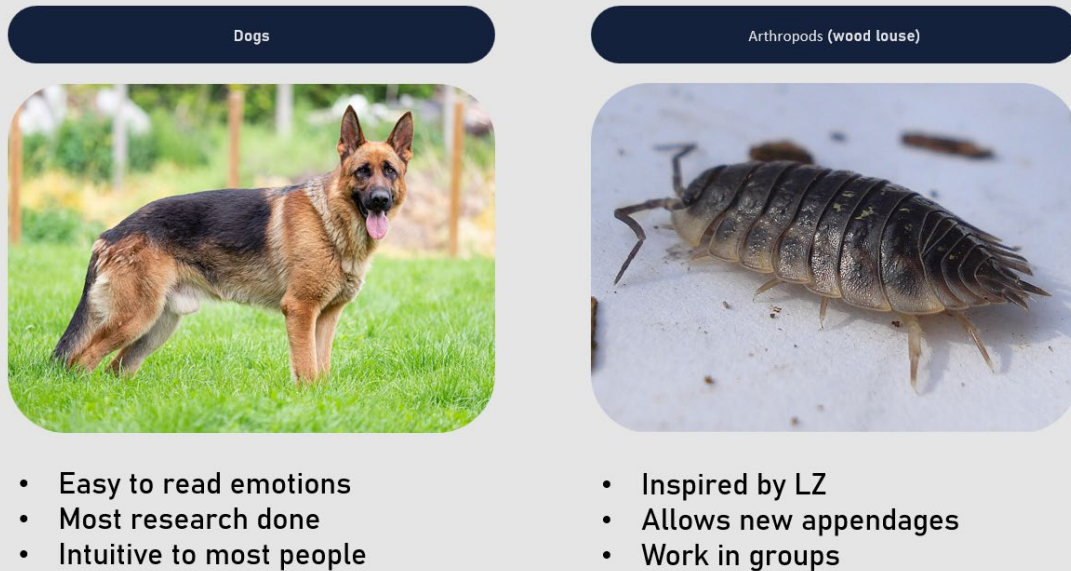 Dogs
Arthropods (wood louse)
• Easy to read emotions
• Most research done
• Intuitive to most people
• Inspired by LZ
• Allows new appendages
• Work in groups